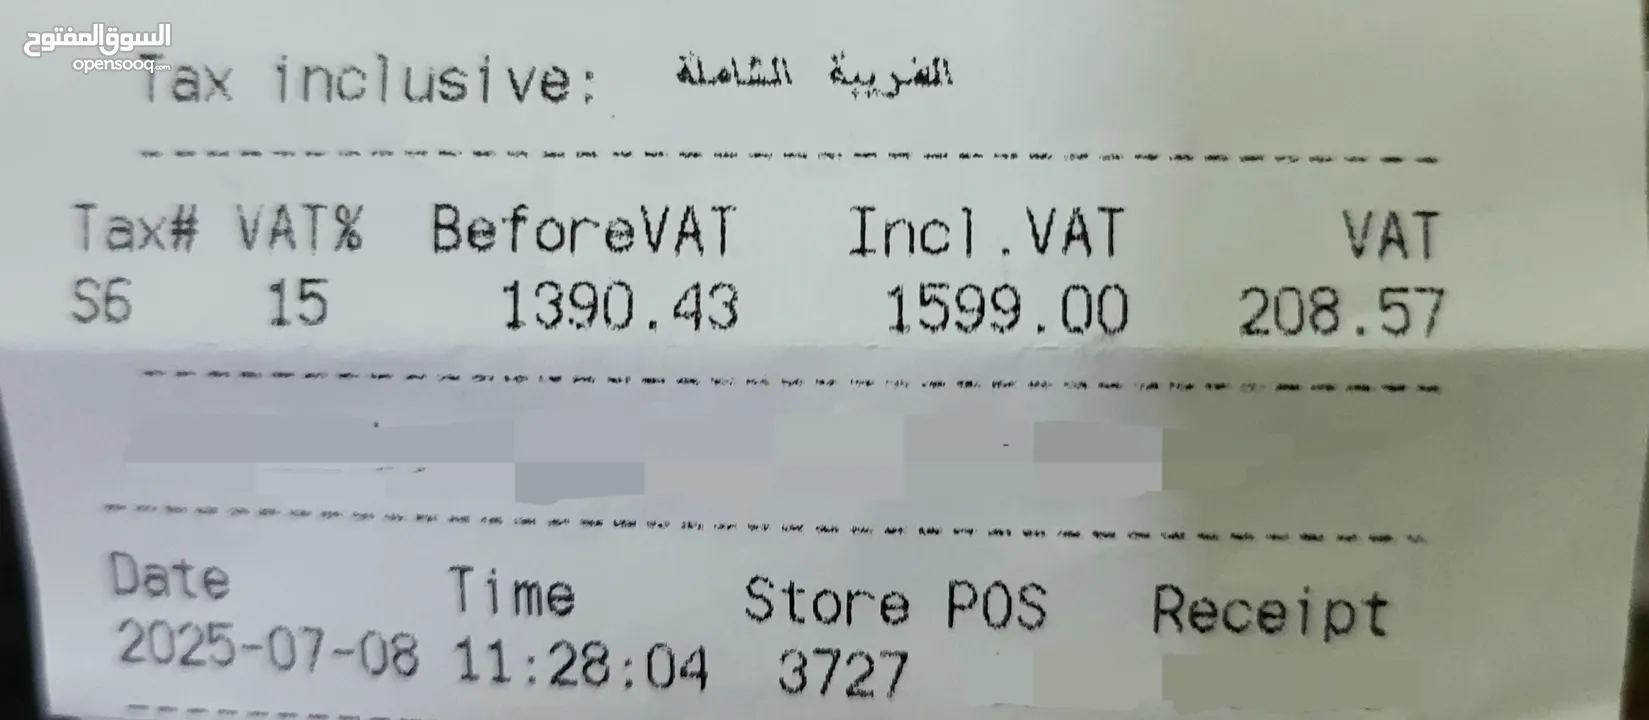 السوق المفتوح
opensooq.com
Tax inclusive: الضريبة الشاملة
Tax# VAT% BeforeVAT Incl.VAT VAT
S6 15 1390.43 1599.00 208.57
Date Time Store POS Receipt
2025-07-08 11:28:04 3727